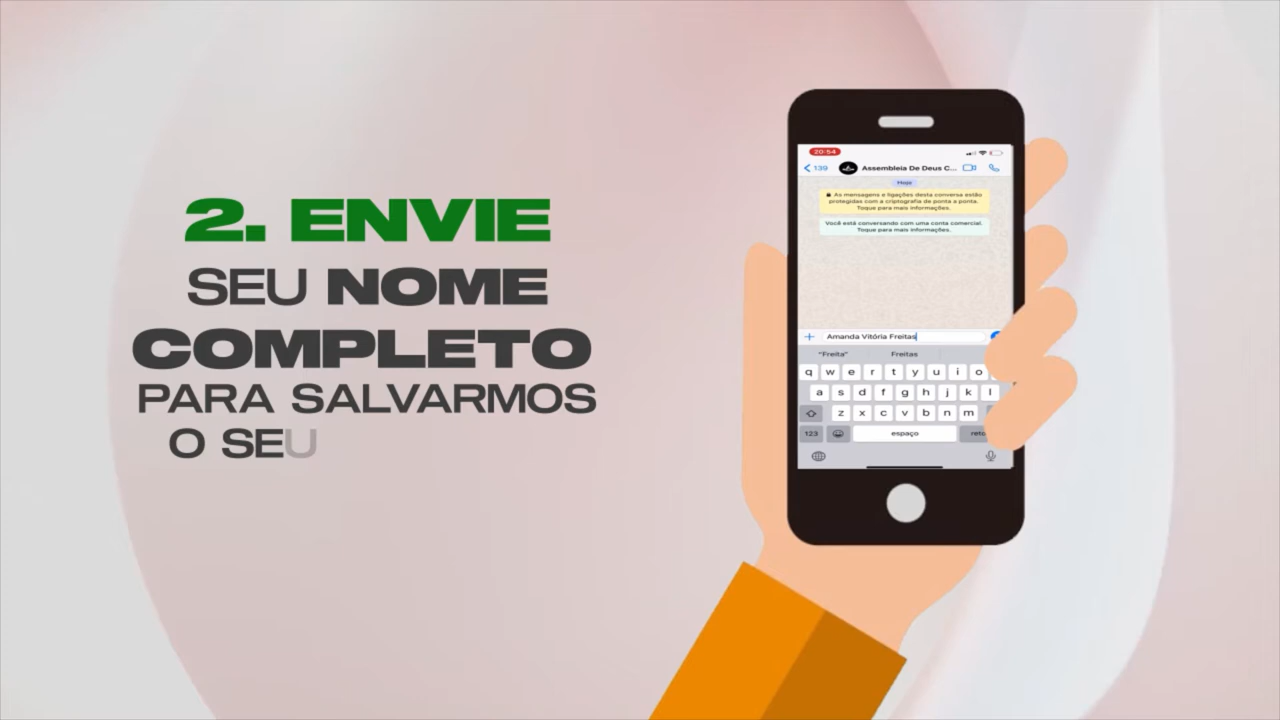 2. ENVIE
SEU NOME
COMPLETO
PARA SALVARMOS
O SEU
20:54
139
Assembleia De Deus C...
Hoje
As mensagens e ligações desta conversa estão
protegidas com a criptografia de ponta a ponta.
Toque para mais informações.
Você está conversando com uma conta comercial.
Toque para mais informações.
Amanda Vitória Freitas
"Freita" Freitas
q w e r t y u i o
a s d f g h j k l
z x c v b n m
123 espaço reto